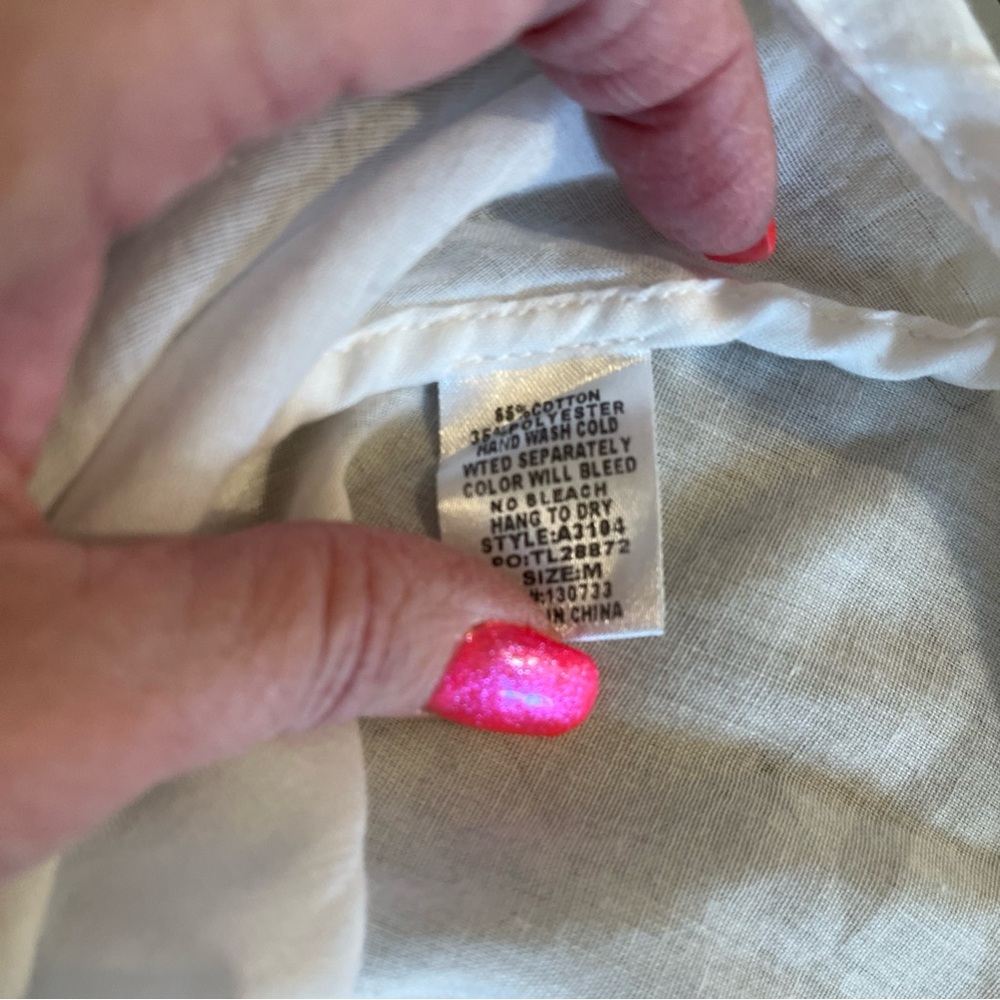 COTTON
35%POLYESTER
HAND WASH COLD
WTED SEPARATELY
COLOR WILL BLEED
NO BLEACH
HANG TO DRY
STYLE:A3104
PO:TL28872
SIZE:M
#:130733
IN CHINA